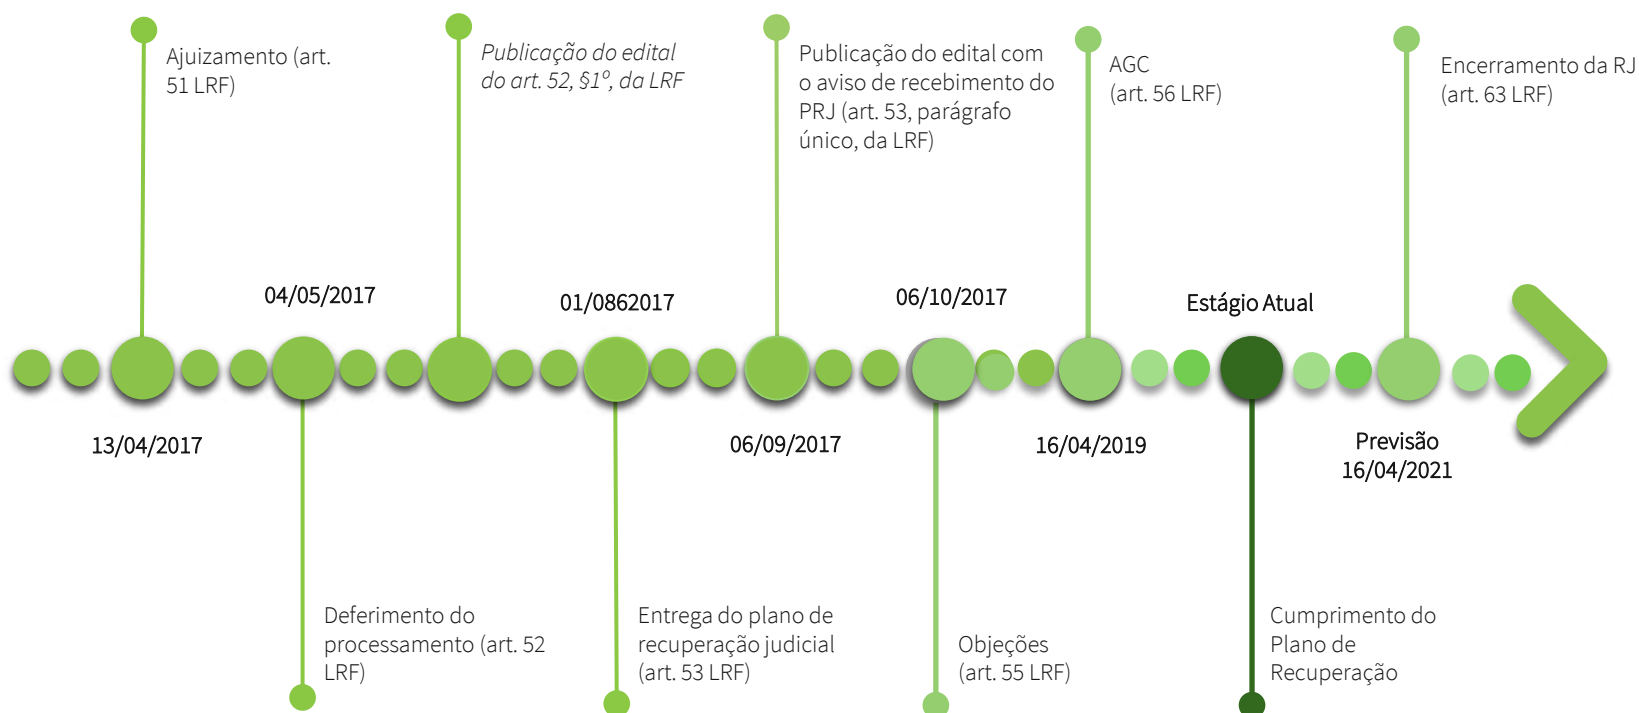 Ajuizamento (art.
51 LRF)
Publicação do edital
do art. 52, §1º, da LRF
Publicação do edital com
o aviso de recebimento do
PRJ (art. 53, parágrafo
único, da LRF)
AGC
(art. 56 LRF)
Encerramento da RJ
(art. 63 LRF)
04/05/2017
01/0862017
06/10/2017
Estágio Atual
13/04/2017
06/09/2017
16/04/2019
Previsão
16/04/2021
Deferimento do
processamento (art. 52
LRF)
Entrega do plano de
recuperação judicial
(art. 53 LRF)
Objeções
(art. 55 LRF)
Cumprimento do
Plano de
Recuperação